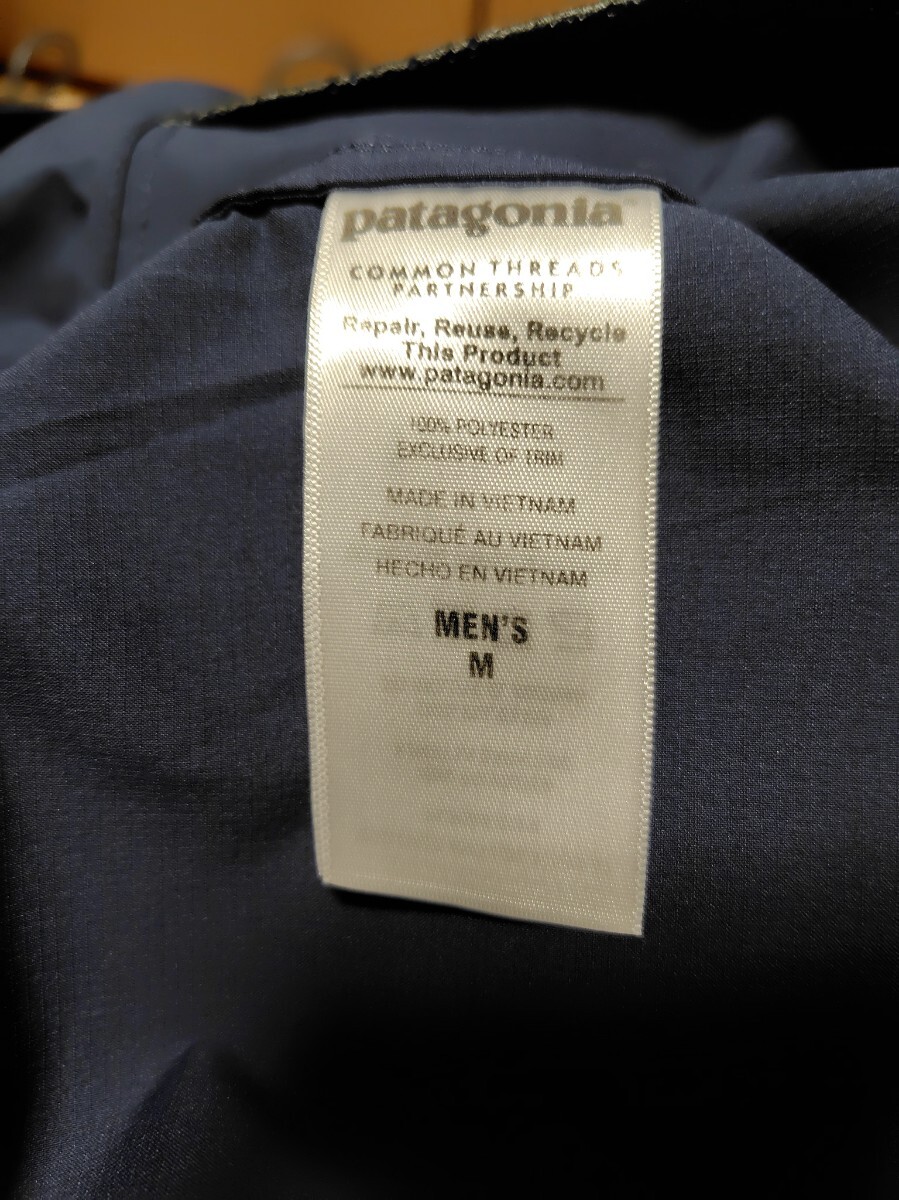 patagonia
COMMON THREADS
PARTNERSHIP
Repair, Reuse, Recycle
This Product
www.patagonia.com
100% POLYESTER
EXCLUSIVE OF TRIM
MADE IN VIETNAM
FABRIQUÉ AU VIETNAM
HECHO EN VIETNAM
MEN'S
M